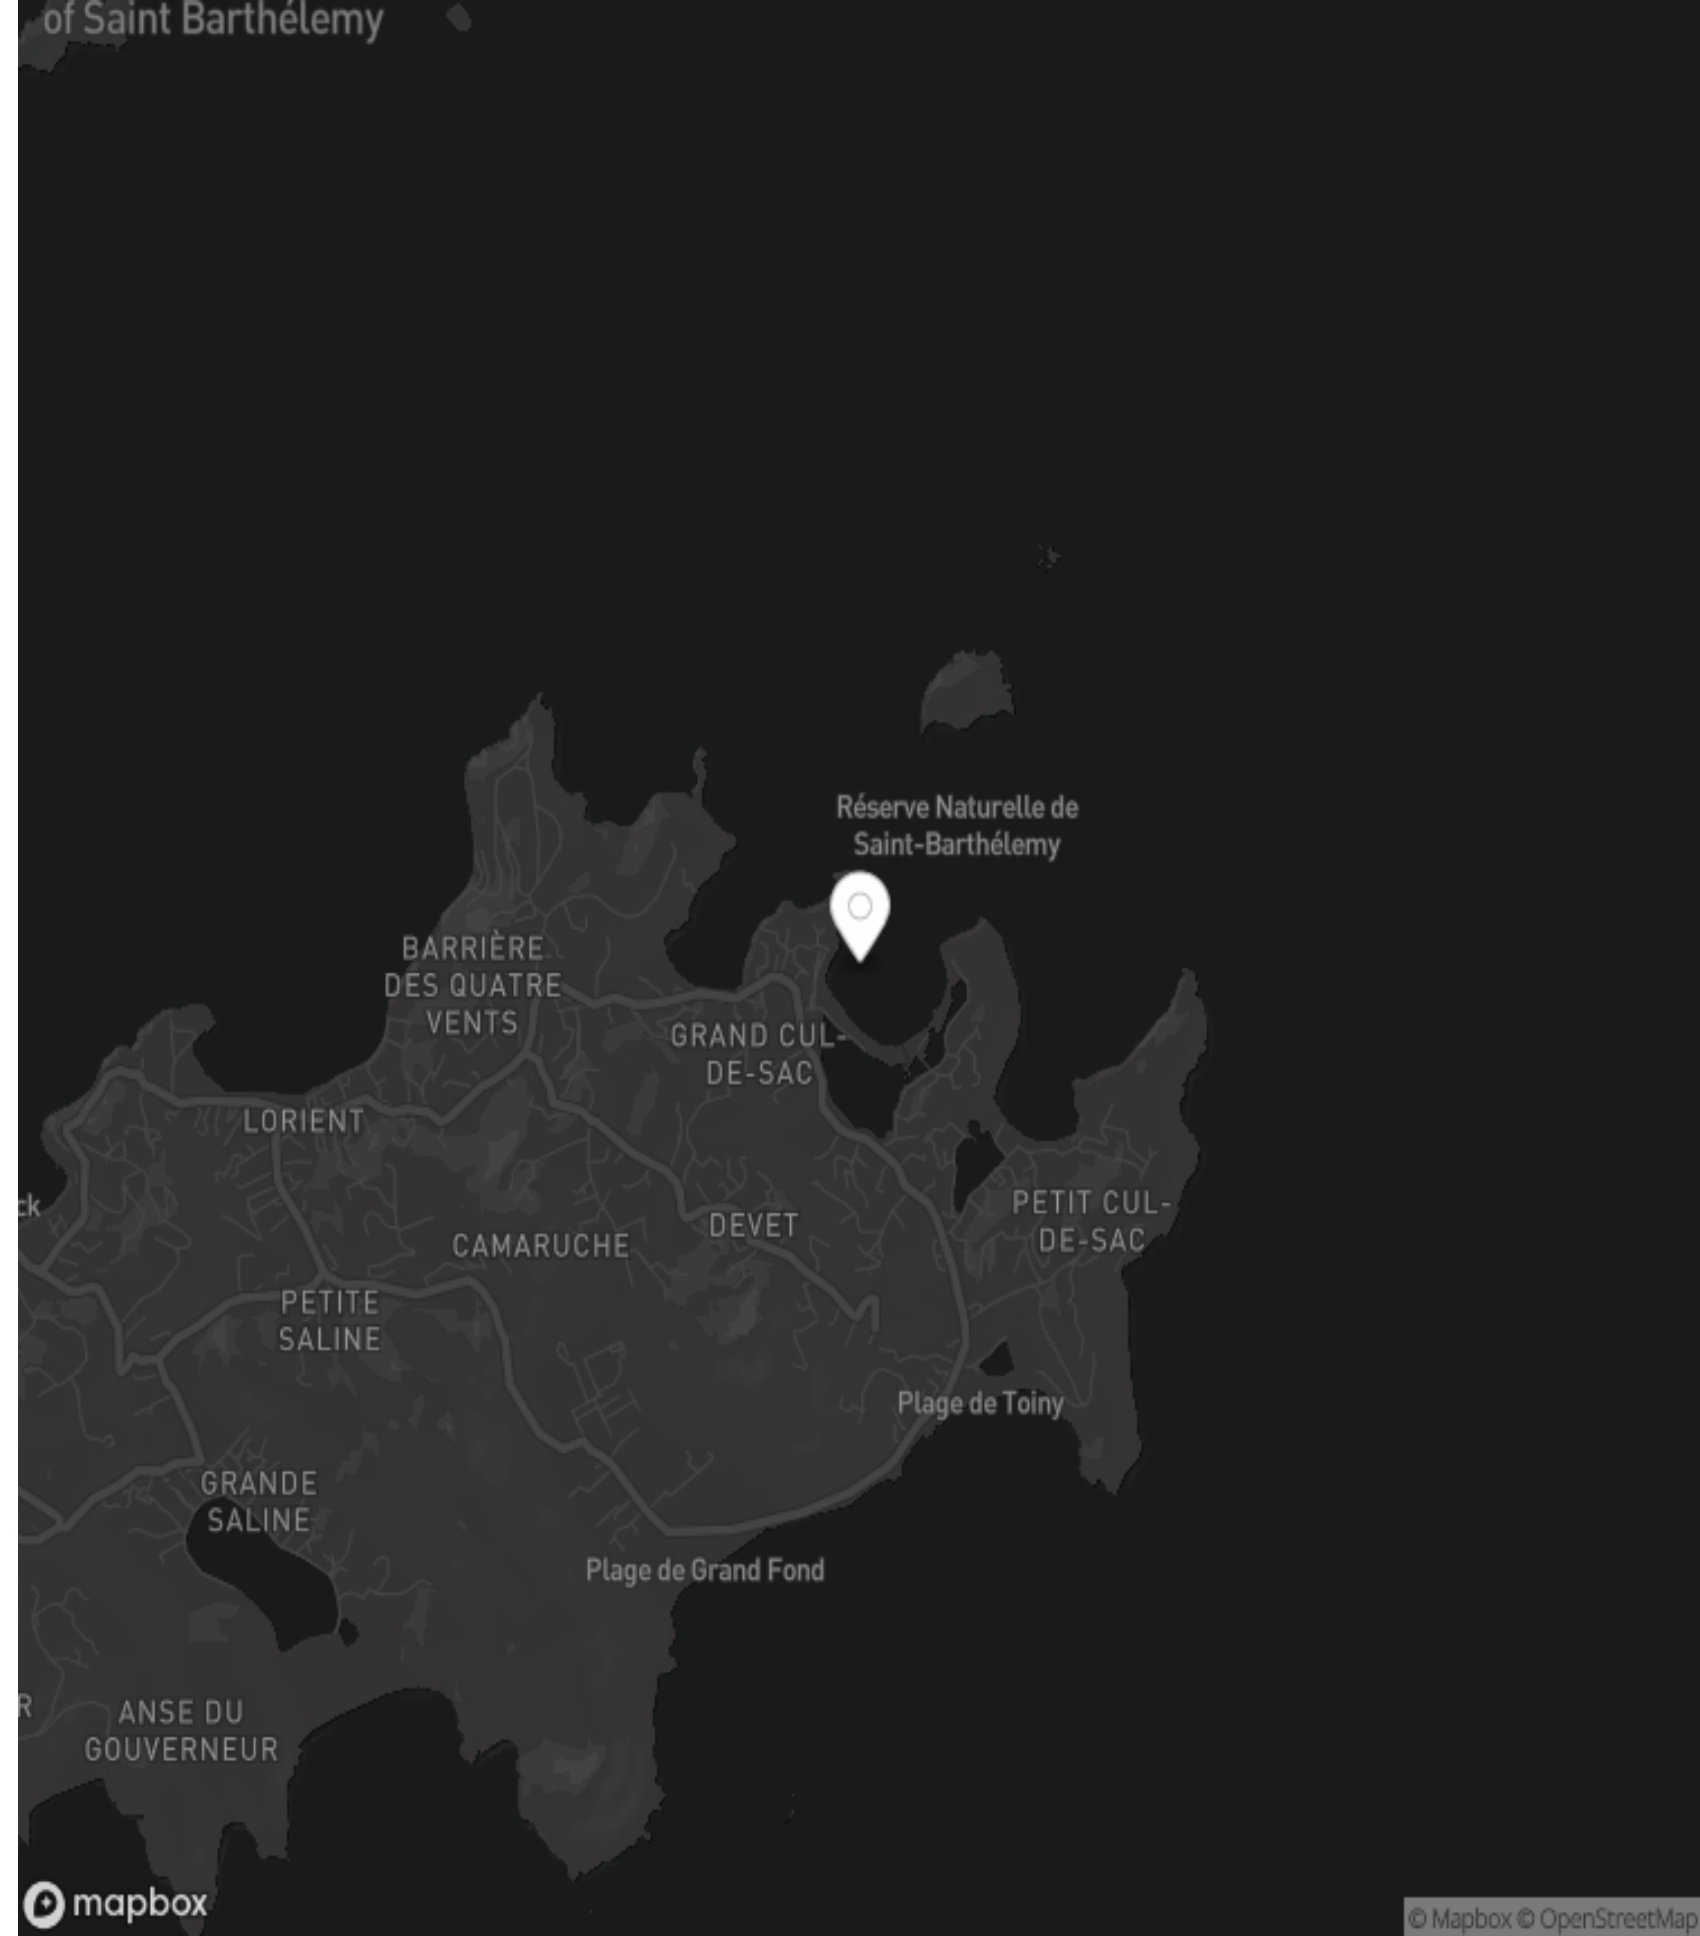 of Saint Barthélemy
Réserve Naturelle de
Saint-Barthélemy
BARRIÈRE
DES QUATRE
VENTS
GRAND CUL-
DE-SAC
LORIENT
ck
PETIT CUL-
DE-SAC
DEVET
CAMARUCHE
PETITE
SALINE
Plage de Toiny
GRANDE
SALINE
Plage de Grand Fond
R
ANSE DU
GOUVERNEUR
mapbox
© Mapbox © OpenStreetMap